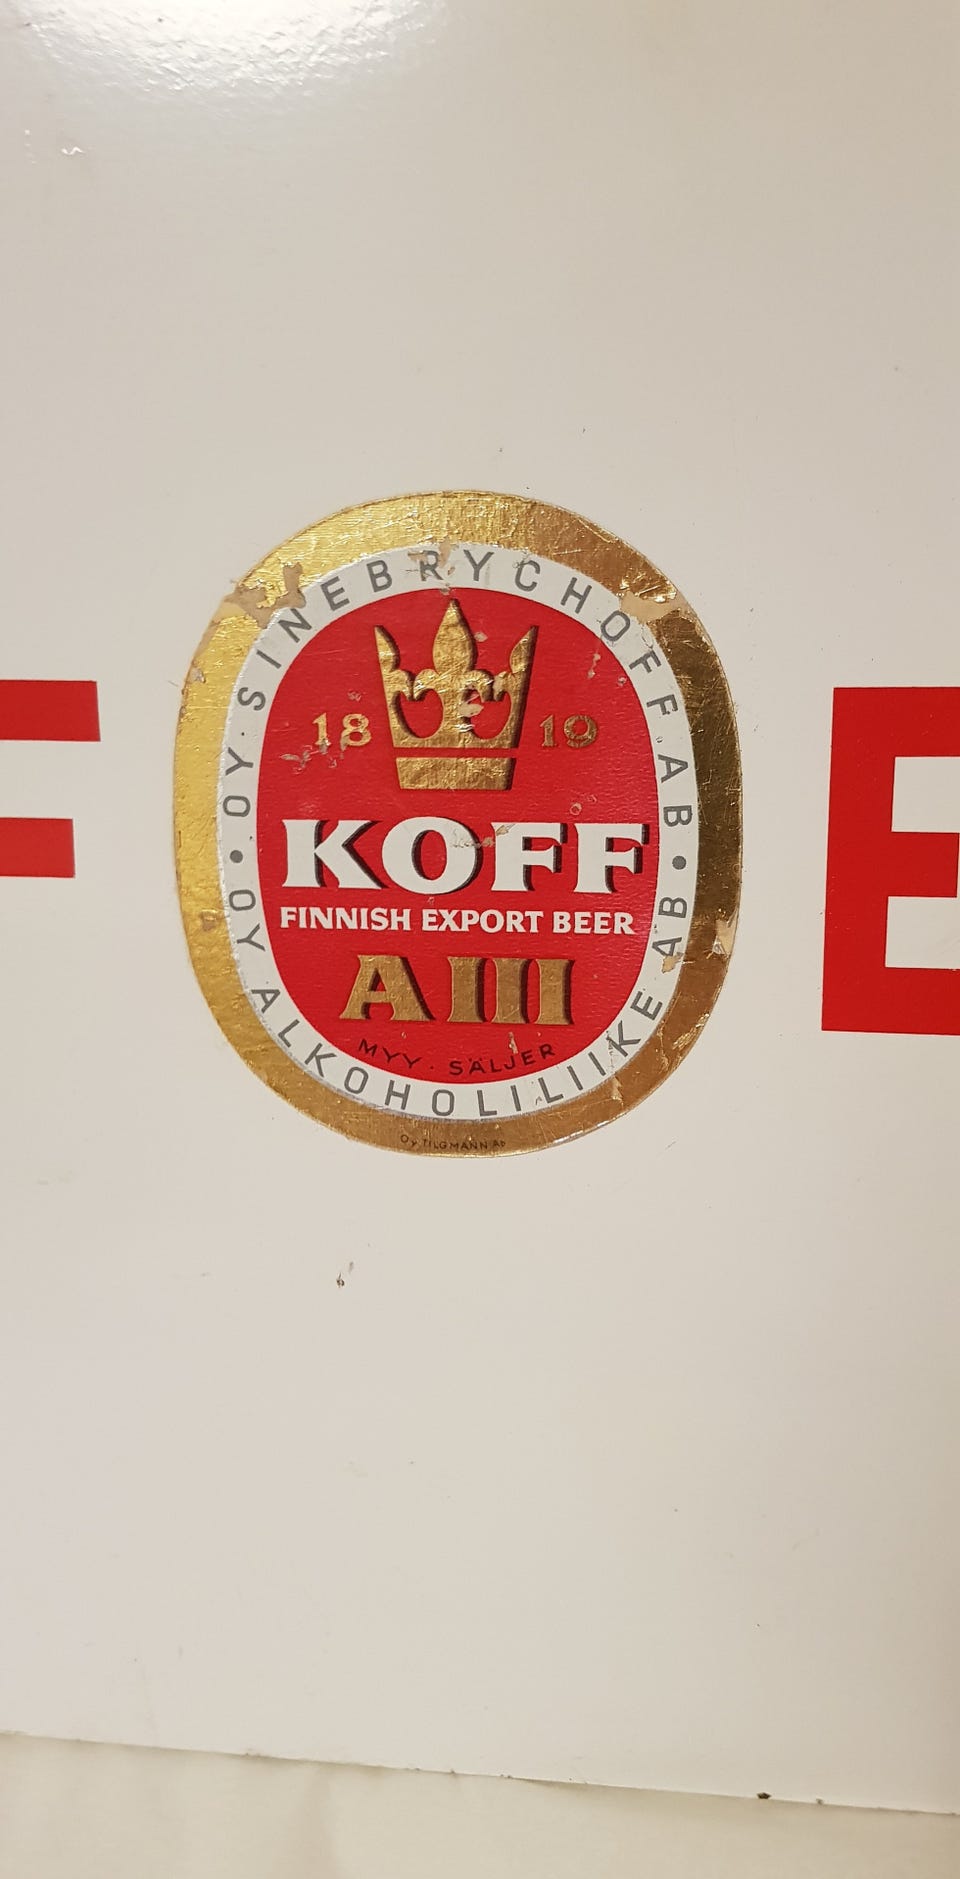 F
E
OY·SINEBRYCHOFF AB
18 19
KOFF
FINNISH EXPORT BEER
A III
MYY · SÄLJER
OY ALKOHOLILIIKE AB
Oy TILGMANN Ab